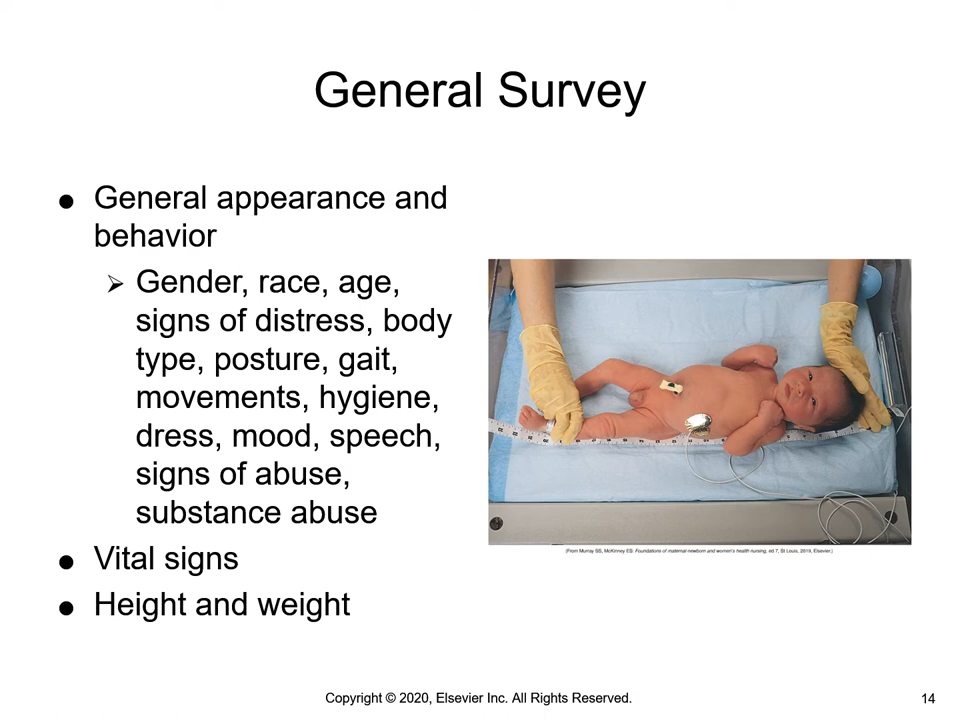 General Survey
● General appearance and
behavior
➢ Gender, race, age,
signs of distress, body
type, posture, gait,
movements, hygiene,
dress, mood, speech,
signs of abuse,
substance abuse
● Vital signs
● Height and weight
(From Murray SS, McKinney ES: Foundations of maternal-newborn and women's health nursing, ed 7, St Louis, 2019, Elsevier.)
Copyright © 2020, Elsevier Inc. All Rights Reserved.
14